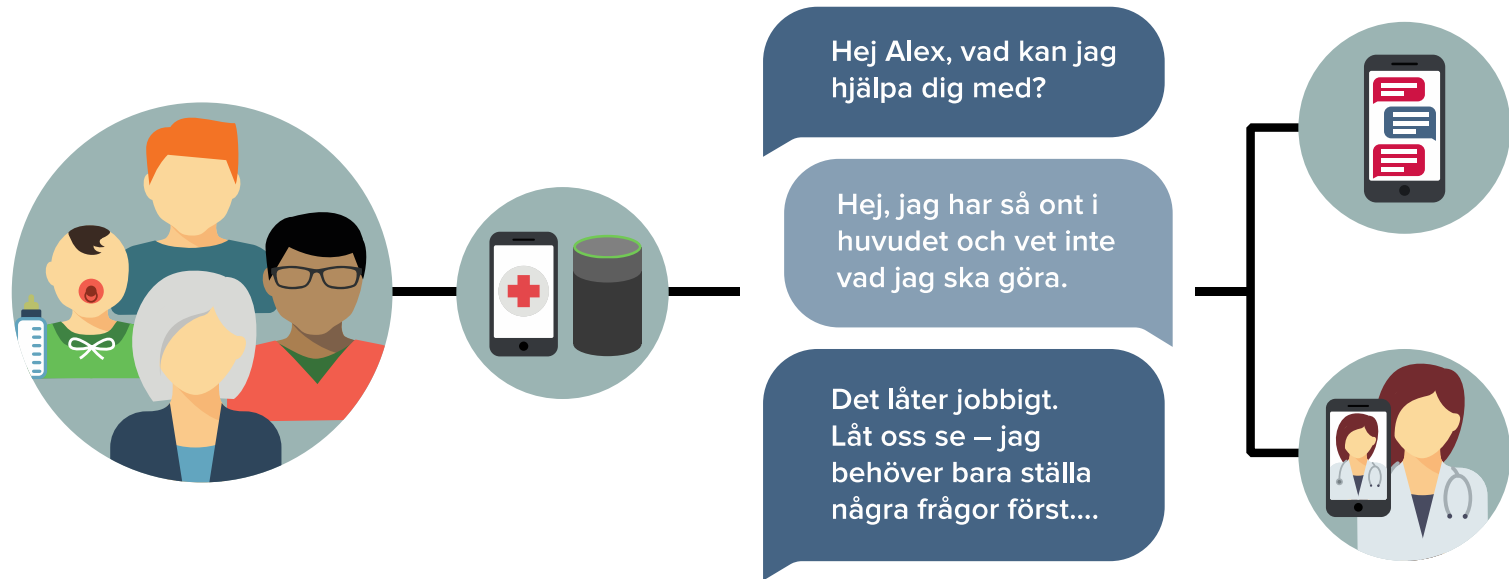 Hej Alex, vad kan jag
hjälpa dig med?
Hej, jag har så ont i
huvudet och vet inte
vad jag ska göra.
Det låter jobbigt.
Låt oss se – jag
behöver bara ställa
några frågor först....